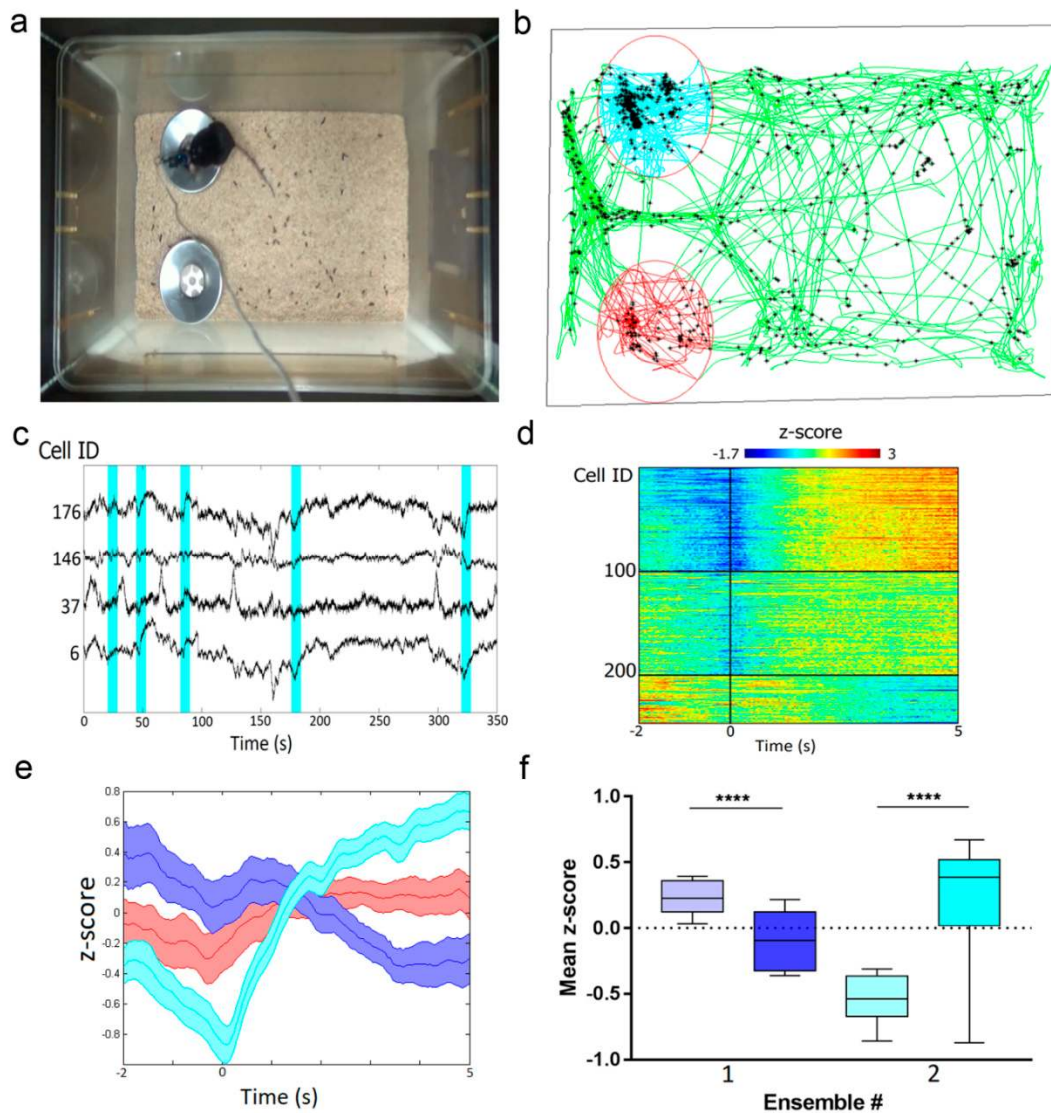 a
b
c
Cell ID
176
146
37
6
0 50 100 150 200 250 300 350
Time (s)
d
z-score
-1.7 3
Cell ID
100
200
-2 0 5
Time (s)
e
0.8
0.6
0.4
0.2
0
-0.2
-0.4
-0.6
-0.8
z-score
-2 0 5
Time (s)
f
**** ****
1.0
0.5
0.0
-0.5
-1.0
Mean z-score
1 2
Ensemble #